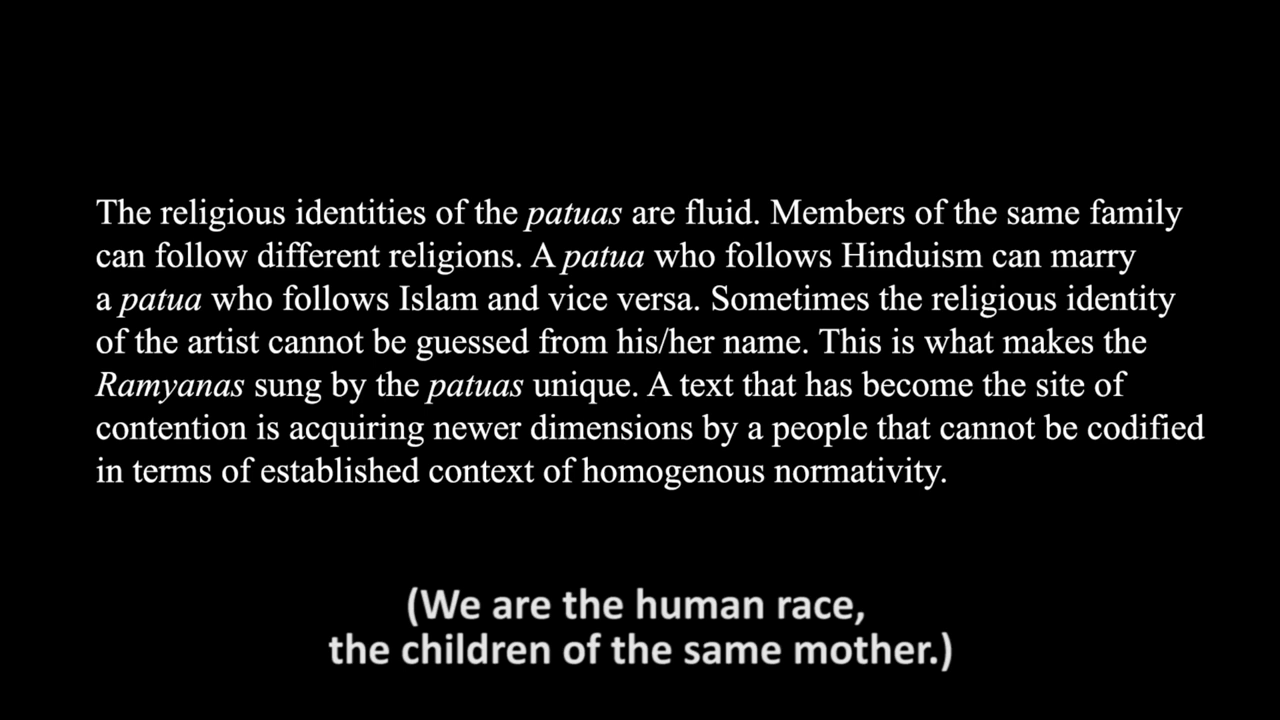 The religious identities of the patuas are fluid. Members of the same family
can follow different religions. A patua who follows Hinduism can marry
a patua who follows Islam and vice versa. Sometimes the religious identity
of the artist cannot be guessed from his/her name. This is what makes the
Ramyanas sung by the patuas unique. A text that has become the site of
contention is acquiring newer dimensions by a people that cannot be codified
in terms of established context of homogenous normativity.
(We are the human race,
the children of the same mother.)